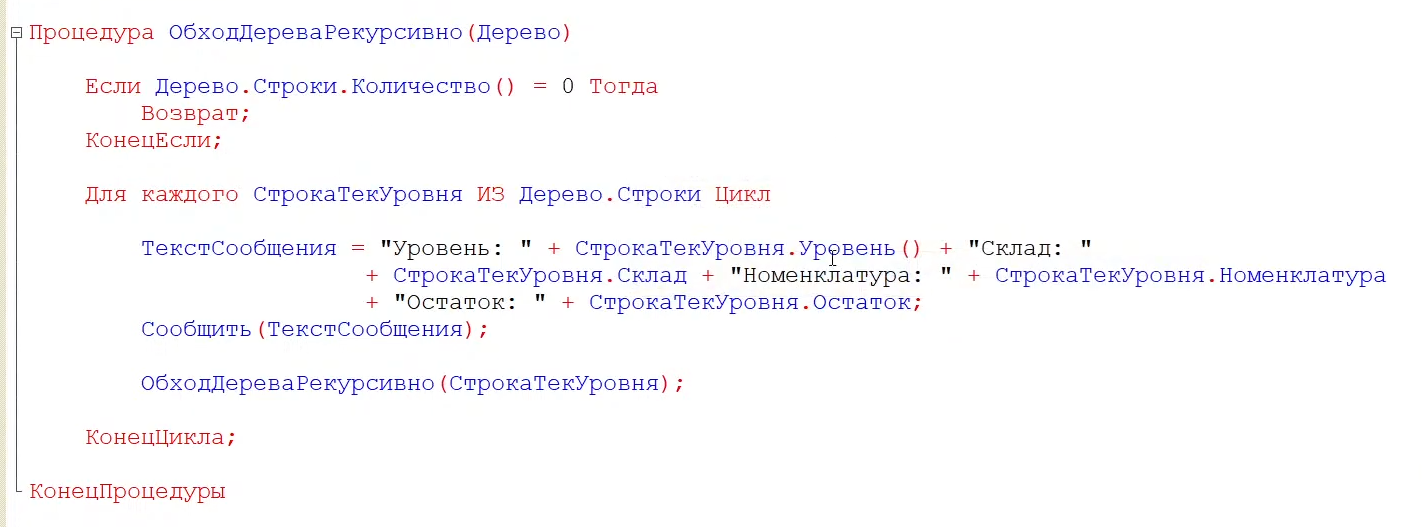 Процедура ОбходДереваРекурсивно(Дерево)
Если Дерево.Строки.Количество() = 0 Тогда
Возврат;
КонецЕсли;
Для каждого СтрокаТекУровня ИЗ Дерево.Строки Цикл
ТекстСообщения = "Уровень: " + СтрокаТекУровня.Уровень() + "Склад: "
+ СтрокаТекУровня.Склад + "Номенклатура: " + СтрокаТекУровня.Номенклатура
+ "Остаток: " + СтрокаТекУровня.Остаток;
Сообщить(ТекстСообщения);
ОбходДереваРекурсивно(СтрокаТекУровня);
КонецЦикла;
КонецПроцедуры